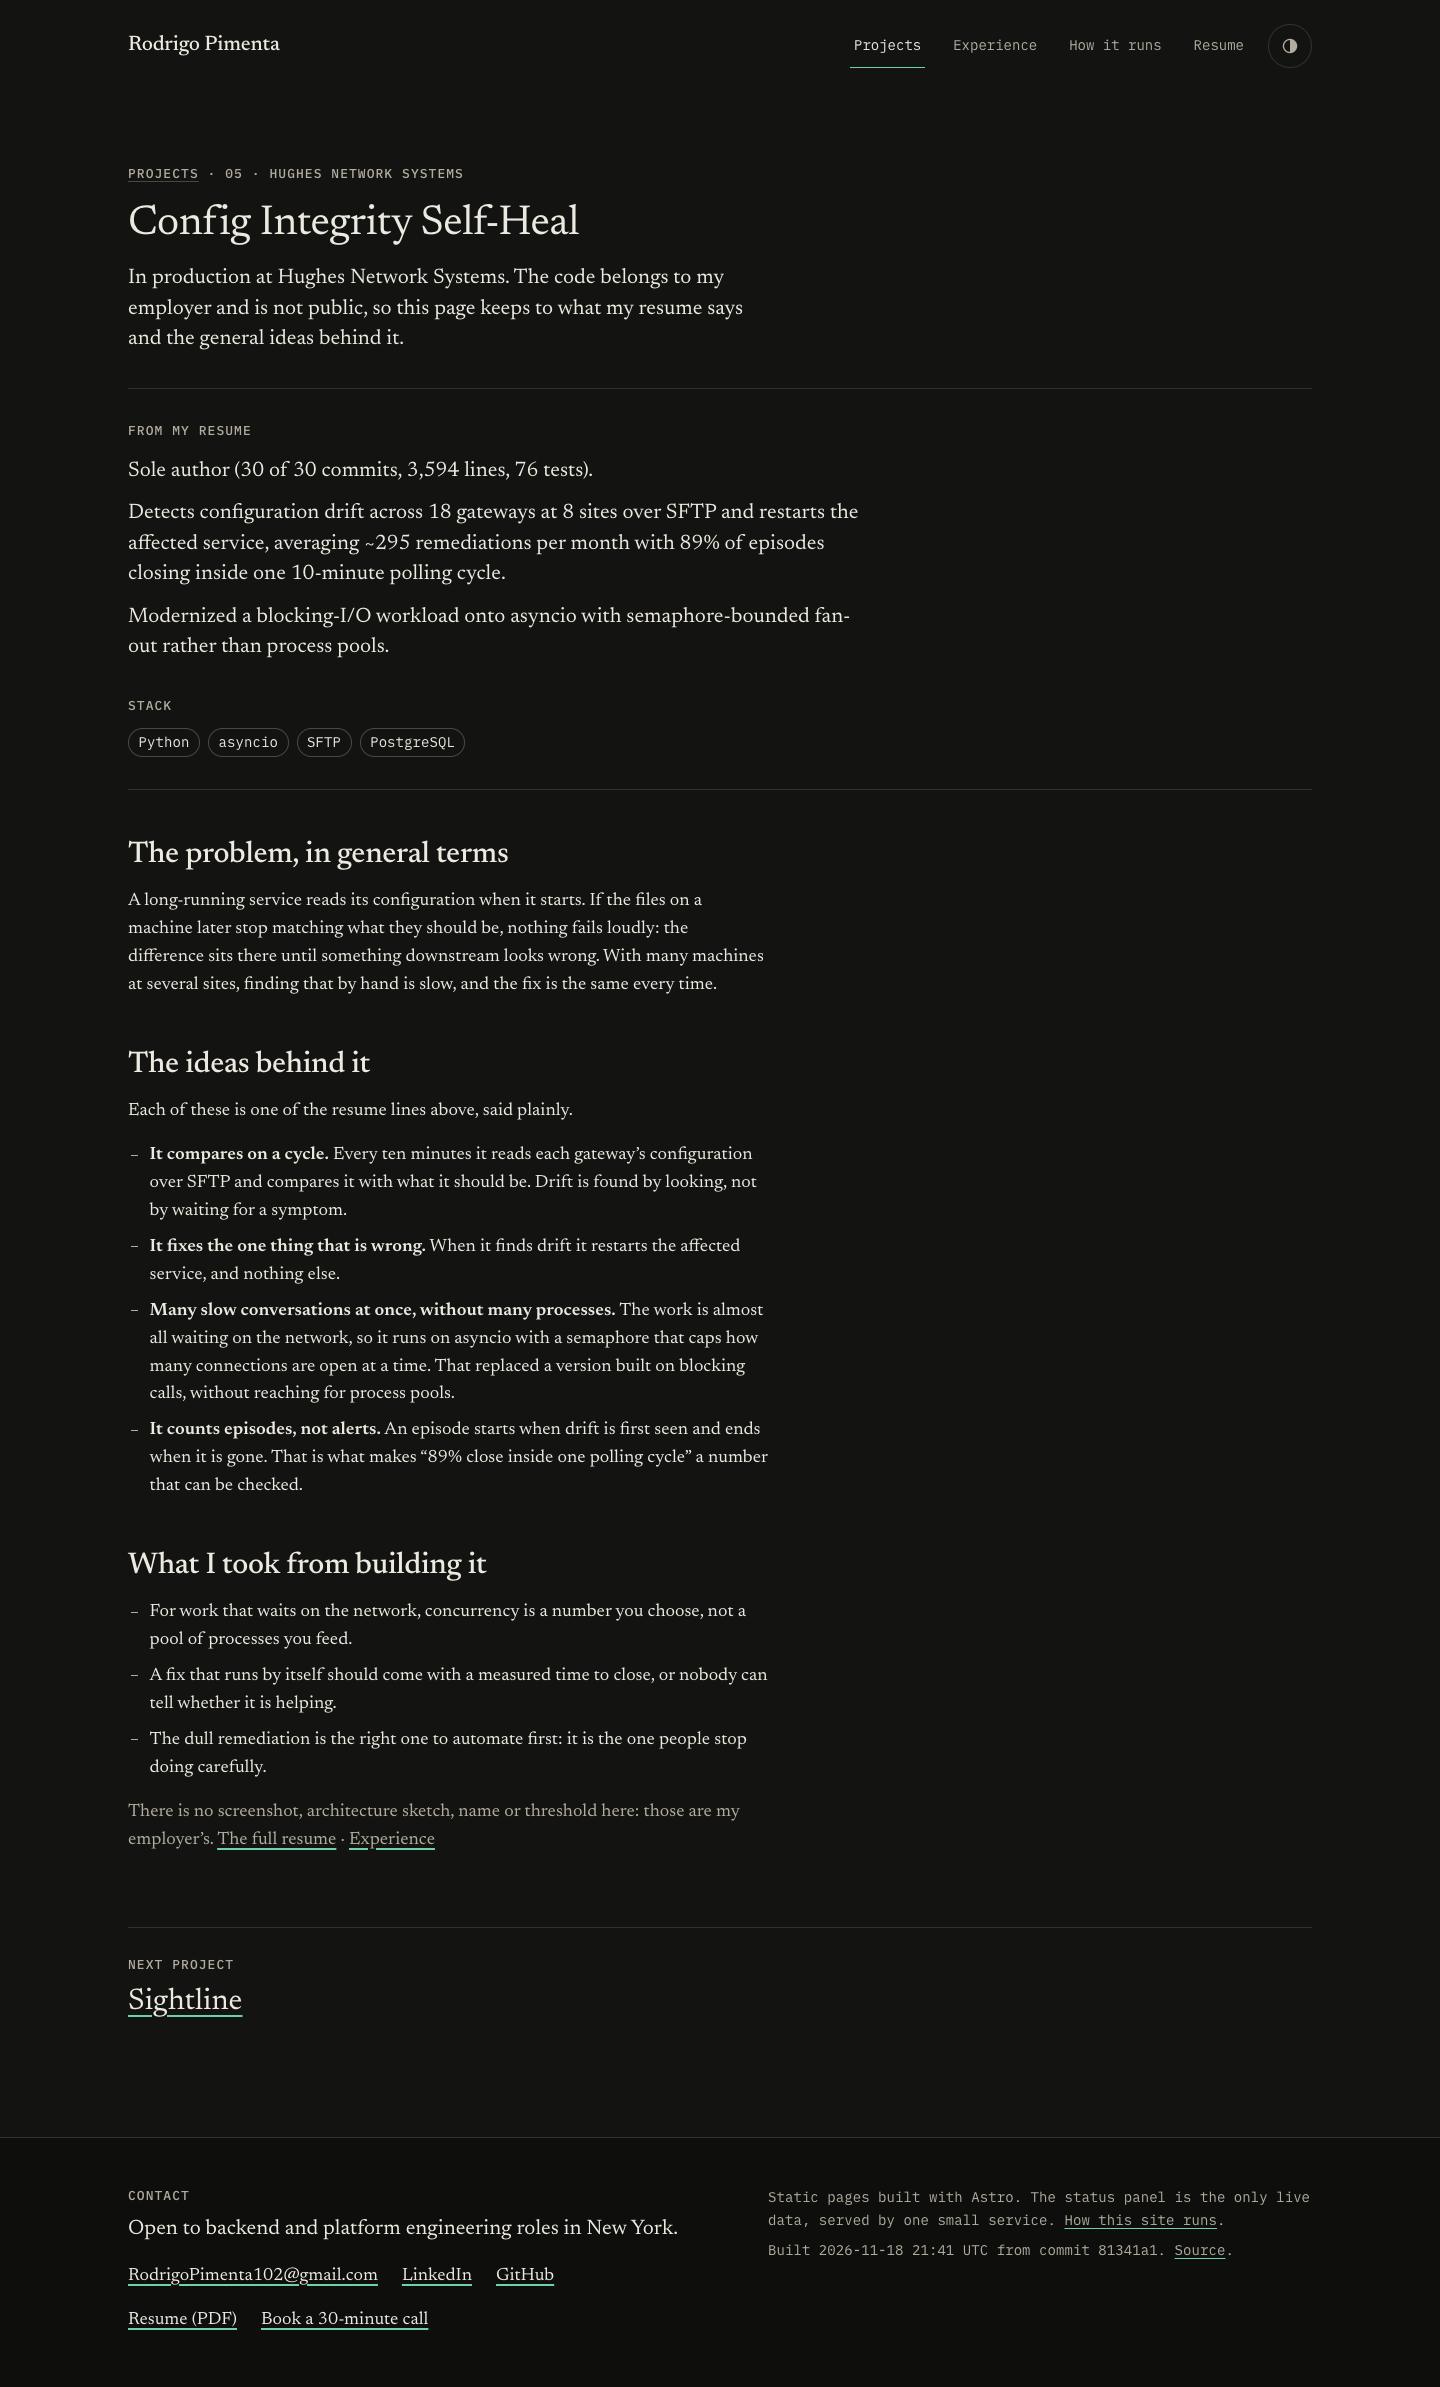 Rodrigo Pimenta
Projects
Experience
How it runs
Resume
PROJECTS · 05 · HUGHES NETWORK SYSTEMS
Config Integrity Self-Heal
In production at Hughes Network Systems. The code belongs to my
employer and is not public, so this page keeps to what my resume says
and the general ideas behind it.
FROM MY RESUME
Sole author (30 of 30 commits, 3,594 lines, 76 tests).
Detects configuration drift across 18 gateways at 8 sites over SFTP and restarts the
affected service, averaging ~295 remediations per month with 89% of episodes
closing inside one 10-minute polling cycle.
Modernized a blocking-I/O workload onto asyncio with semaphore-bounded fan-
out rather than process pools.
STACK
Python
asyncio
SFTP
PostgreSQL
The problem, in general terms
A long-running service reads its configuration when it starts. If the files on a
machine later stop matching what they should be, nothing fails loudly: the
difference sits there until something downstream looks wrong. With many machines
at several sites, finding that by hand is slow, and the fix is the same every time.
The ideas behind it
Each of these is one of the resume lines above, said plainly.
– It compares on a cycle. Every ten minutes it reads each gateway’s configuration
over SFTP and compares it with what it should be. Drift is found by looking, not
by waiting for a symptom.
– It fixes the one thing that is wrong. When it finds drift it restarts the affected
service, and nothing else.
– Many slow conversations at once, without many processes. The work is almost
all waiting on the network, so it runs on asyncio with a semaphore that caps how
many connections are open at a time. That replaced a version built on blocking
calls, without reaching for process pools.
– It counts episodes, not alerts. An episode starts when drift is first seen and ends
when it is gone. That is what makes “89% close inside one polling cycle” a number
that can be checked.
What I took from building it
– For work that waits on the network, concurrency is a number you choose, not a
pool of processes you feed.
– A fix that runs by itself should come with a measured time to close, or nobody can
tell whether it is helping.
– The dull remediation is the right one to automate first: it is the one people stop
doing carefully.
There is no screenshot, architecture sketch, name or threshold here: those are my
employer’s. The full resume · Experience
NEXT PROJECT
Sightline
CONTACT
Open to backend and platform engineering roles in New York.
RodrigoPimenta102@gmail.com
LinkedIn
GitHub
Resume (PDF)
Book a 30-minute call
Static pages built with Astro. The status panel is the only live
data, served by one small service. How this site runs.
Built 2026-11-18 21:41 UTC from commit 81341a1. Source.